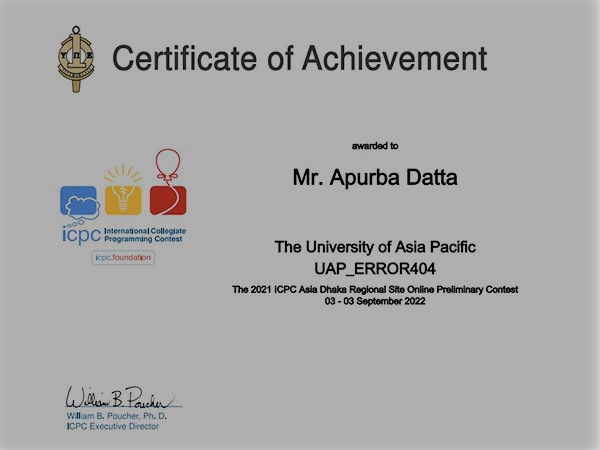 ΥΠΕ
Certificate of Achievement
awarded to
Mr. Apurba Datta
icpc International Collegiate
Programming Contest
icpc.foundation
The University of Asia Pacific
UAP_ERROR404
The 2021 ICPC Asia Dhaka Regional Site Online Preliminary Contest
03 - 03 September 2022
William B. Poucher
William B. Poucher, Ph. D.
ICPC Executive Director